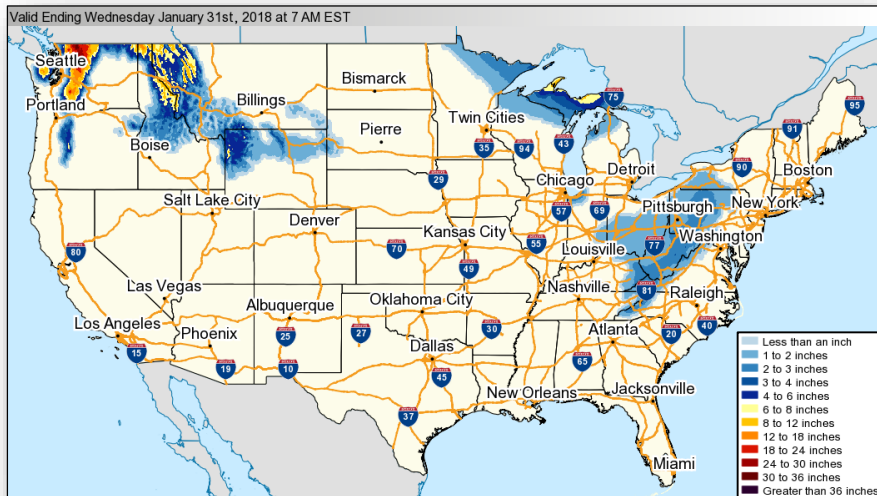 Valid Ending Wednesday January 31st, 2018 at 7 AM EST
Seattle
Portland
Boise
Billings
Bismarck
Pierre
Twin Cities
75
95
91
35
94
43
90
Boston
29
Chicago
Detroit
Salt Lake City
57
69
Pittsburgh
New York
Denver
80
70
Kansas City
55
77
Washington
Louisville
49
Las Vegas
81
Nashville
Raleigh
Albuquerque
Oklahoma City
Los Angeles
Phoenix
25
27
30
Atlanta
20
40
15
Dallas
65
19
10
45
New Orleans
Jacksonville
37
Miami
Less than an inch
1 to 2 inches
2 to 3 inches
3 to 4 inches
4 to 6 inches
6 to 8 inches
8 to 12 inches
12 to 18 inches
18 to 24 inches
24 to 30 inches
30 to 36 inches
Greater than 36 inches